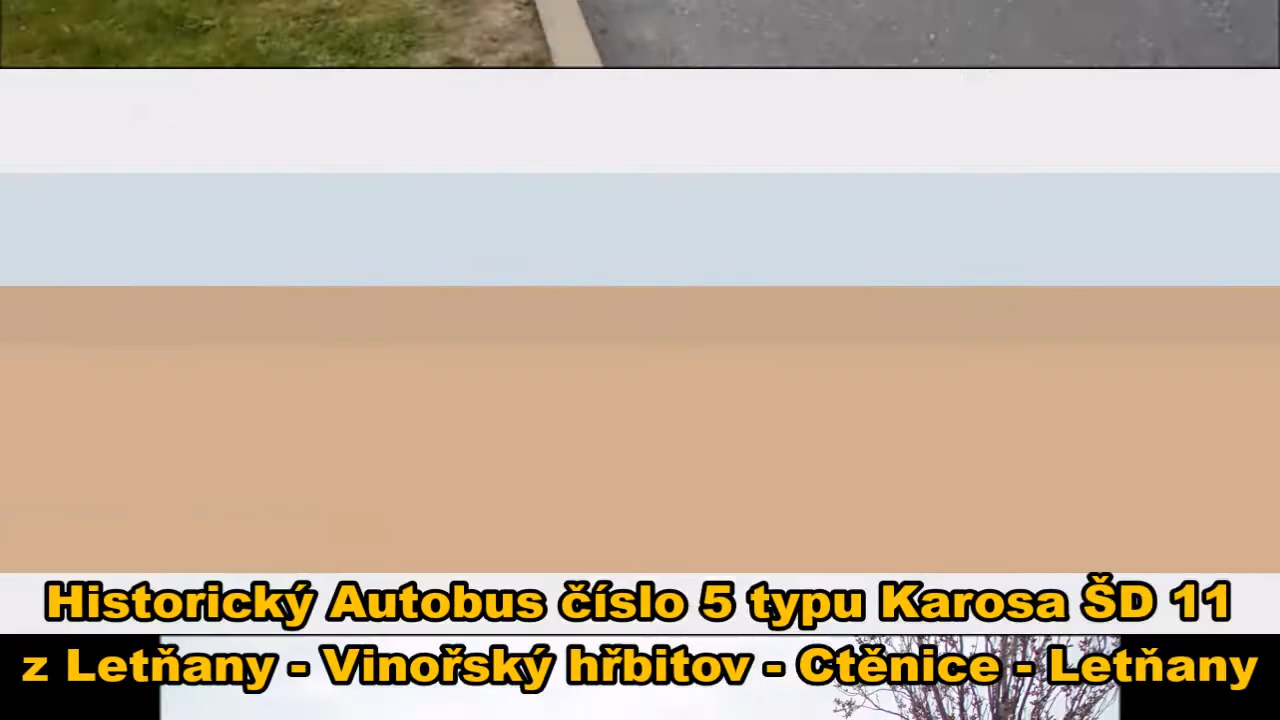 Historický Autobus číslo 5 typu Karosa ŠD 11
z Letňany - Vinořský hřbitov - Ctěnice - Letňany